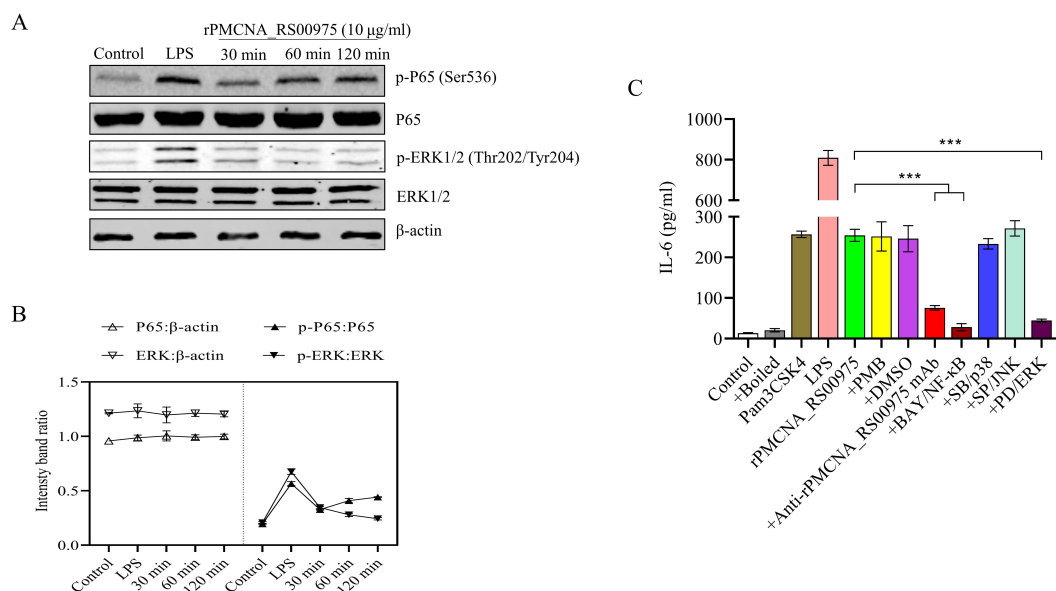 A
rPMCNA_RS00975 (10 μg/ml)
Control LPS 30 min 60 min 120 min
p-P65 (Ser536)
P65
p-ERK1/2 (Thr202/Tyr204)
ERK1/2
β-actin
B
P65:β-actin p-P65:P65
ERK:β-actin p-ERK:ERK
Intensty band ratio
1.5
1.0
0.5
0.0
Control LPS 30 min 60 min 120 min Control LPS 30 min 60 min 120 min
C
IL-6 (pg/ml)
1000
800
600
300
200
100
0
***
***
Control
+Boiled
Pam3CSK4
LPS
rPMCNA_RS00975
+PMB
+DMSO
+Anti-rPMCNA_RS00975 mAb
+BAY/NF-κB
+SB/p38
+SP/JNK
+PD/ERK